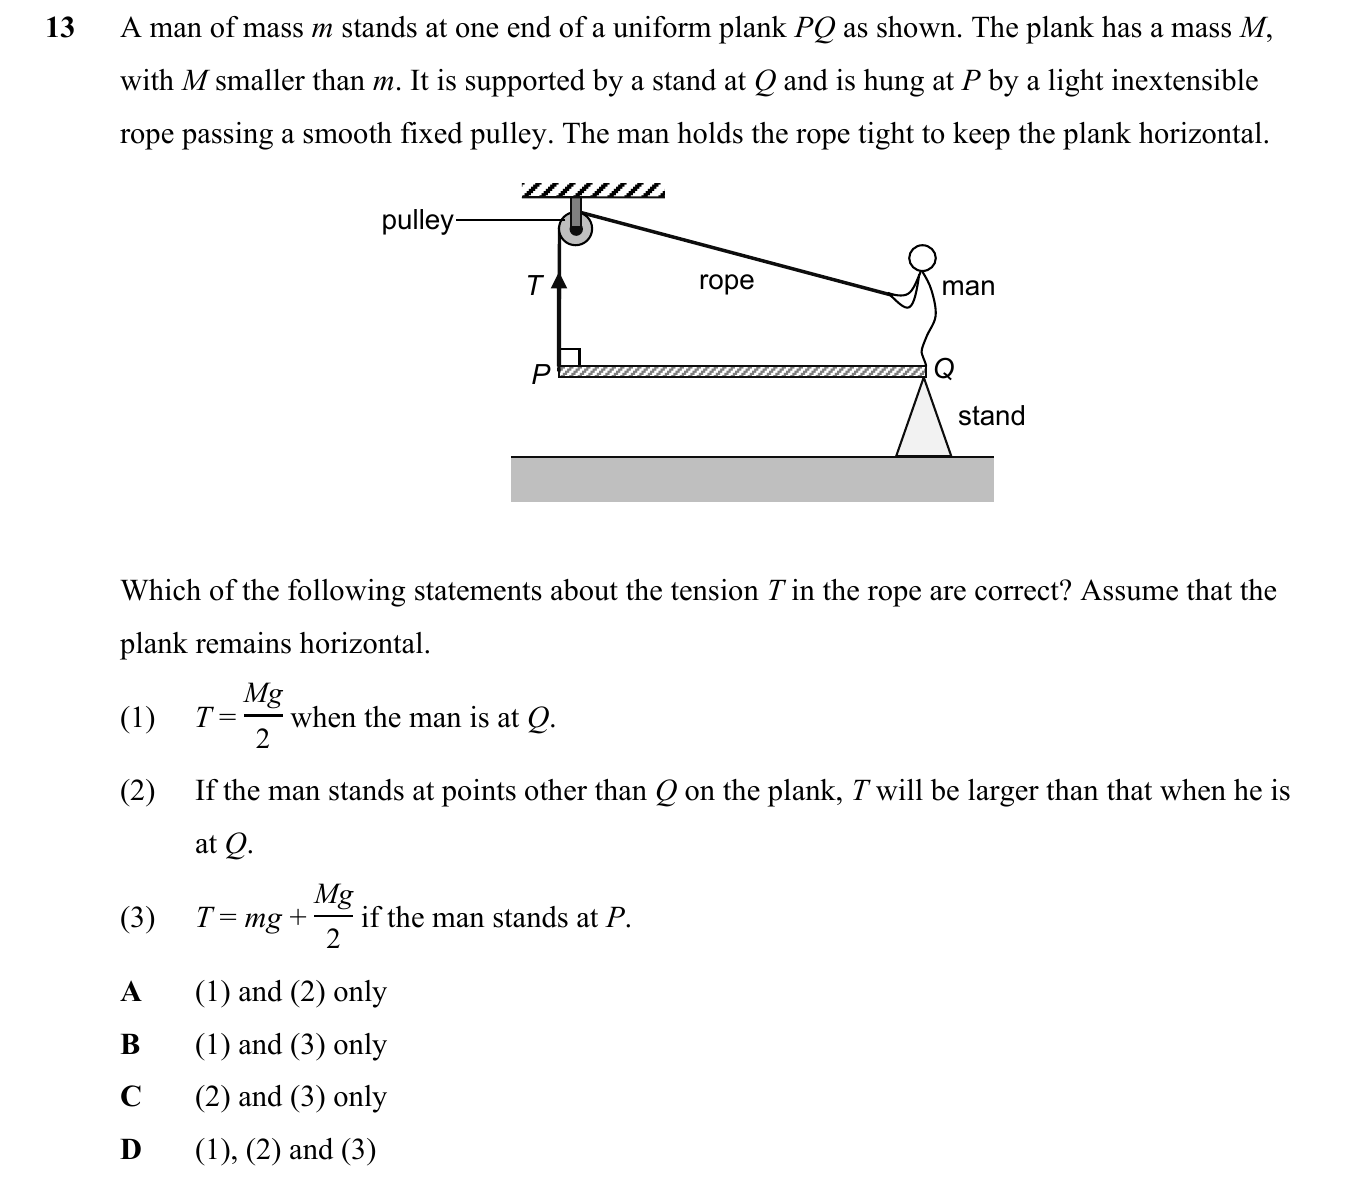 13 A man of mass m stands at one end of a uniform plank PQ as shown. The plank has a mass M,
with M smaller than m. It is supported by a stand at Q and is hung at P by a light inextensible
rope passing a smooth fixed pulley. The man holds the rope tight to keep the plank horizontal.
pulley
T
rope
man
P
Q
stand
Which of the following statements about the tension T in the rope are correct? Assume that the
plank remains horizontal.
(1) T = Mg/2 when the man is at Q.
(2) If the man stands at points other than Q on the plank, T will be larger than that when he is
at Q.
(3) T = mg + Mg/2 if the man stands at P.
A (1) and (2) only
B (1) and (3) only
C (2) and (3) only
D (1), (2) and (3)